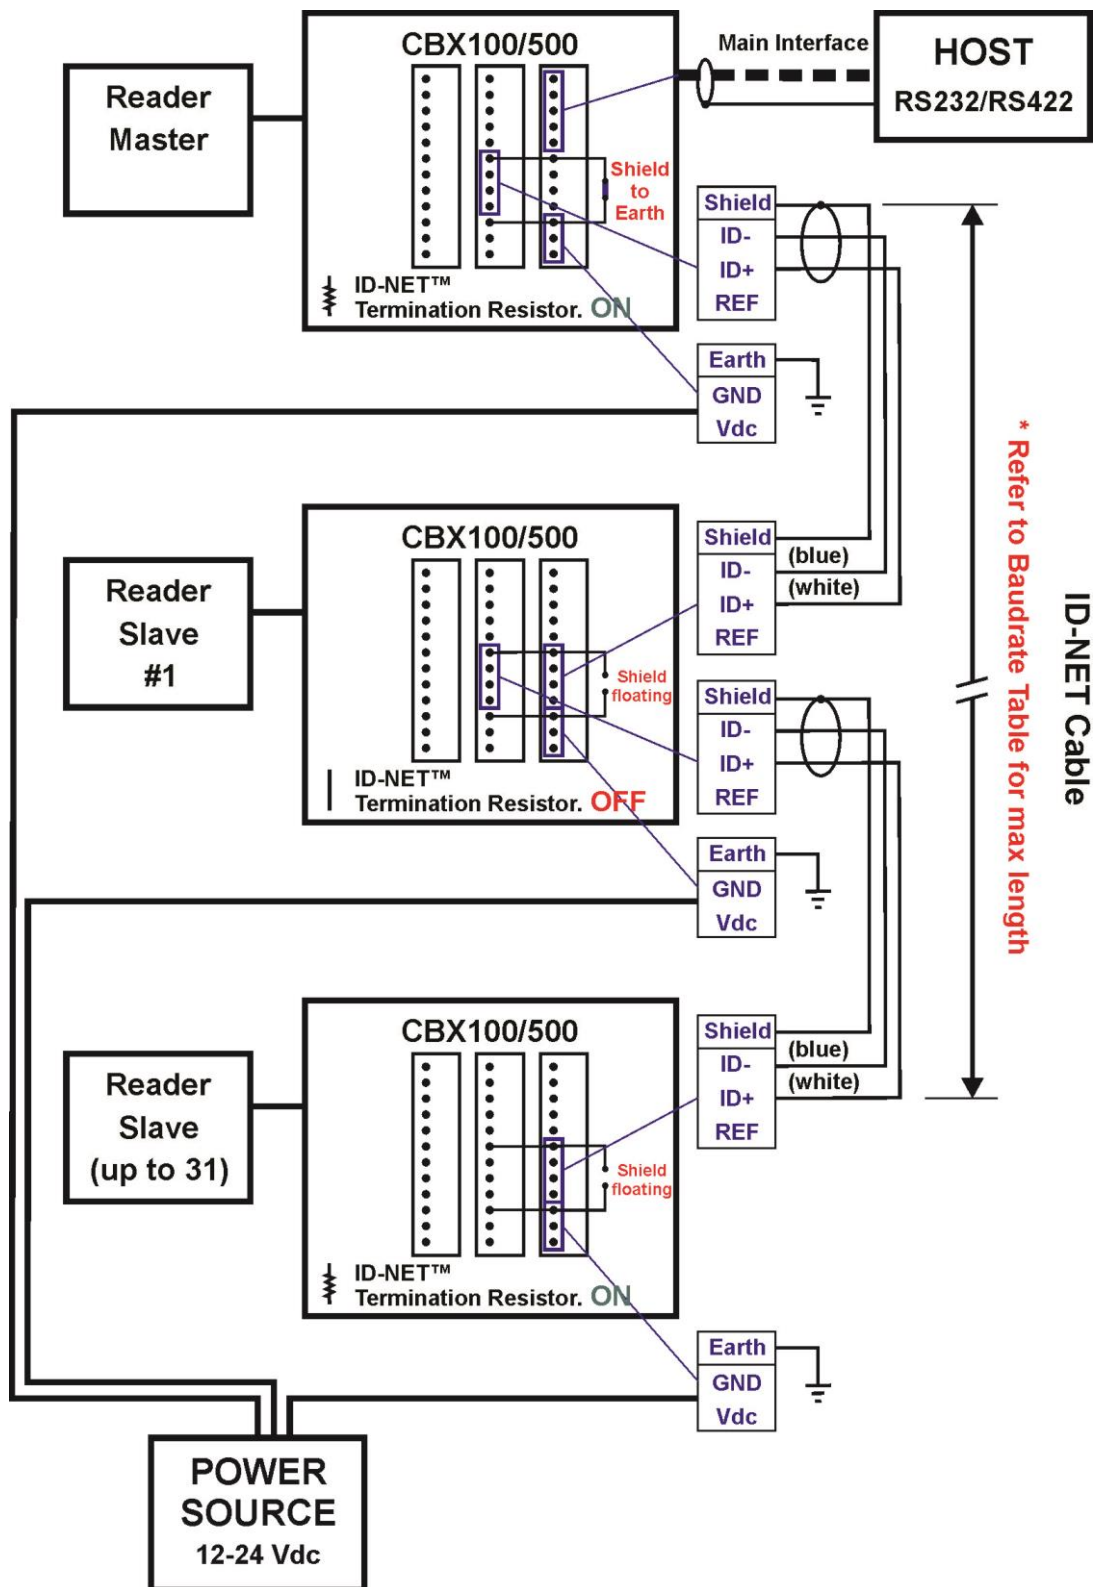 CBX100/500
Main Interface
HOST
RS232/RS422
Reader
Master
Shield
to
Earth
ID-NET™
Termination Resistor. ON
Shield
ID-
ID+
REF
Earth
GND
Vdc
CBX100/500
Reader
Slave
#1
Shield
floating
ID-NET™
Termination Resistor. OFF
Shield
(blue)
ID-
(white)
ID+
REF
Shield
ID-
ID+
REF
Earth
GND
Vdc
* Refer to Baudrate Table for max length
ID-NET Cable
CBX100/500
Reader
Slave
(up to 31)
Shield
floating
ID-NET™
Termination Resistor. ON
Shield
(blue)
ID-
(white)
ID+
REF
Earth
GND
Vdc
POWER
SOURCE
12-24 Vdc